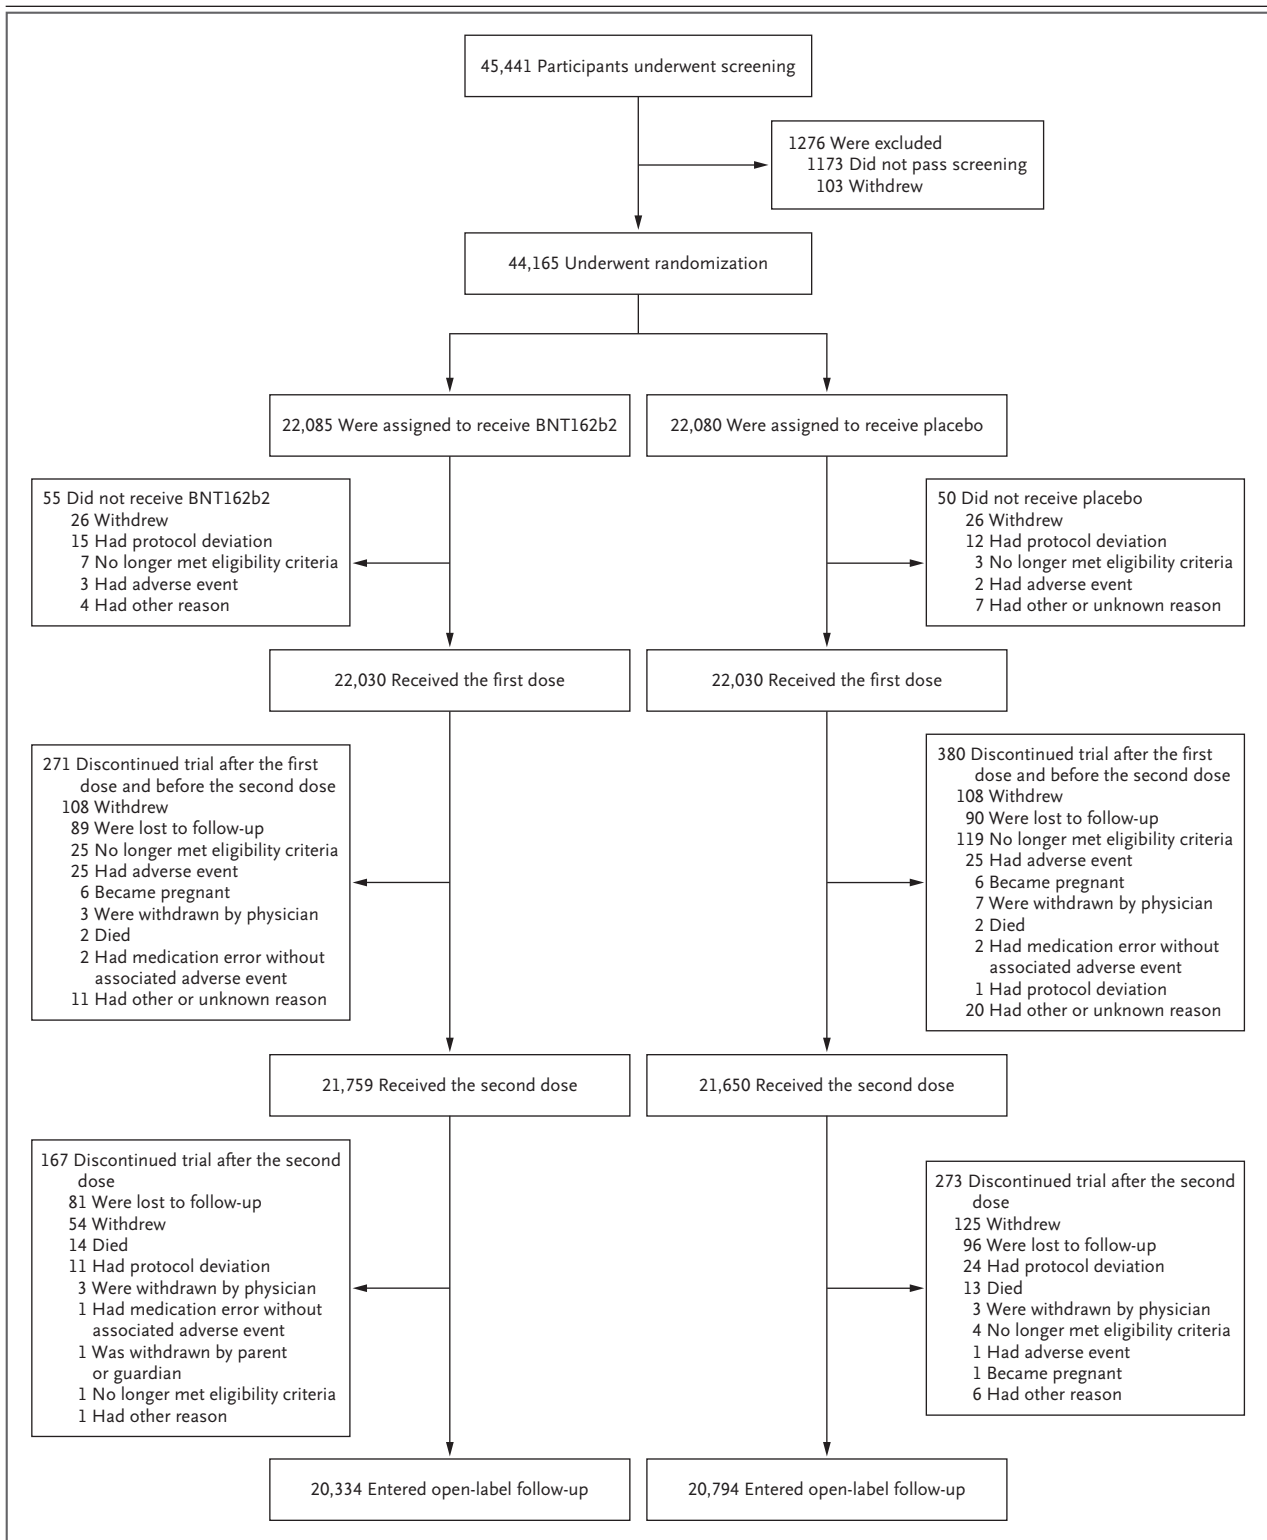 45,441 Participants underwent screening
1276 Were excluded
1173 Did not pass screening
103 Withdrew
44,165 Underwent randomization
22,085 Were assigned to receive BNT162b2
22,080 Were assigned to receive placebo
55 Did not receive BNT162b2
26 Withdrew
15 Had protocol deviation
7 No longer met eligibility criteria
3 Had adverse event
4 Had other reason
50 Did not receive placebo
26 Withdrew
12 Had protocol deviation
3 No longer met eligibility criteria
2 Had adverse event
7 Had other or unknown reason
22,030 Received the first dose
22,030 Received the first dose
271 Discontinued trial after the first
dose and before the second dose
108 Withdrew
89 Were lost to follow-up
25 No longer met eligibility criteria
25 Had adverse event
6 Became pregnant
3 Were withdrawn by physician
2 Died
2 Had medication error without
associated adverse event
11 Had other or unknown reason
380 Discontinued trial after the first
dose and before the second dose
108 Withdrew
90 Were lost to follow-up
119 No longer met eligibility criteria
25 Had adverse event
6 Became pregnant
7 Were withdrawn by physician
2 Died
2 Had medication error without
associated adverse event
1 Had protocol deviation
20 Had other or unknown reason
21,759 Received the second dose
21,650 Received the second dose
167 Discontinued trial after the second
dose
81 Were lost to follow-up
54 Withdrew
14 Died
11 Had protocol deviation
3 Were withdrawn by physician
1 Had medication error without
associated adverse event
1 Was withdrawn by parent
or guardian
1 No longer met eligibility criteria
1 Had other reason
273 Discontinued trial after the second
dose
125 Withdrew
96 Were lost to follow-up
24 Had protocol deviation
13 Died
3 Were withdrawn by physician
4 No longer met eligibility criteria
1 Had adverse event
1 Became pregnant
6 Had other reason
20,334 Entered open-label follow-up
20,794 Entered open-label follow-up